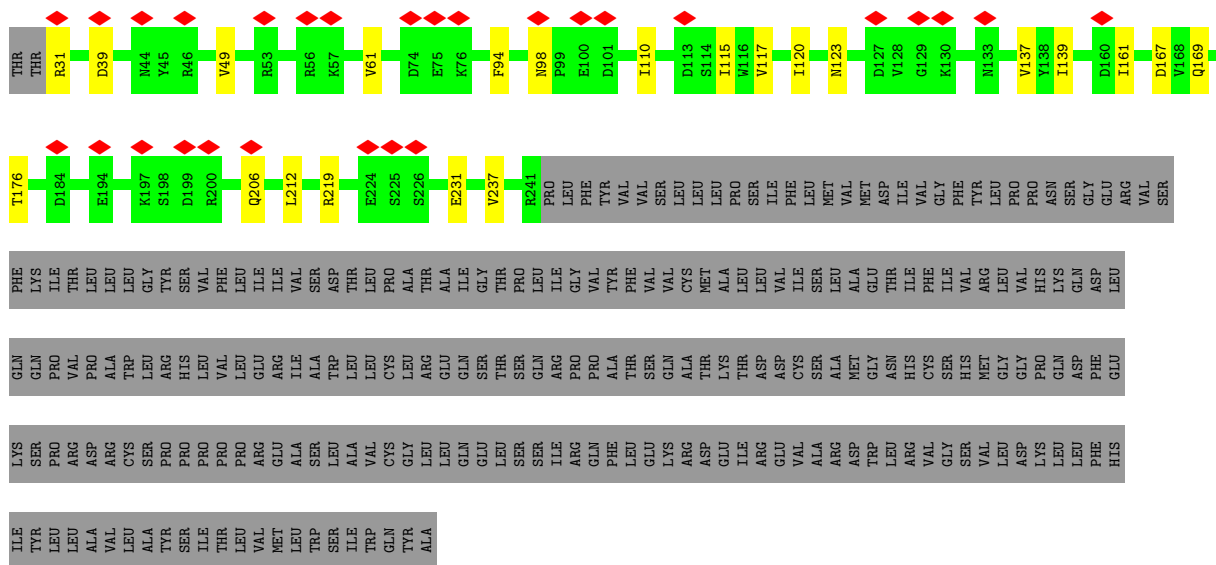 THR THR R31 D39 N44 Y45 R46 V49 R53 R56 K57 V61 D74 E75 K76 F94 N98 P99 E100 D101 I110 D113 S114 I115 W116 V117 I120 N123 D127 V128 G129 K130 N133 V137 Y138 I139 D160 I161 D167 V168 Q169
T176 D184 E194 K197 S198 D199 R200 Q206 L212 R219 E224 S225 S226 E231 V237 R241 PRO LEU PHE TYR VAL VAL SER LEU LEU LEU PRO SER ILE PHE LEU MET VAL MET ASP ILE VAL GLY PHE TYR LEU PRO PRO ASN SER GLY GLU ARG VAL SER
PHE LYS ILE THR LEU LEU LEU GLY TYR SER VAL PHE LEU ILE ILE VAL SER ASP THR LEU PRO ALA THR ALA ILE GLY THR PRO LEU ILE GLY VAL TYR PHE VAL VAL CYS MET ALA LEU LEU VAL ILE SER LEU ALA GLU THR ILE PHE ILE VAL ARG LEU VAL HIS LYS GLN ASP LEU
GLN GLN PRO VAL PRO ALA TRP LEU ARG HIS LEU VAL LEU GLU ARG ILE ALA TRP LEU LEU CYS LEU ARG GLU GLN SER THR SER GLN ARG PRO PRO ALA THR SER GLN ALA THR LYS THR ASP ASP CYS SER ALA MET GLY ASN HIS CYS SER HIS MET GLY GLY PRO GLN ASP PHE GLU
LYS SER PRO ARG ASP ARG CYS SER PRO PRO PRO PRO PRO ARG GLU ALA SER LEU ALA VAL CYS GLY LEU LEU GLN GLU LEU SER SER ILE ARG GLN PHE LEU GLU LYS ARG ASP GLU ILE ARG GLU VAL ALA ARG ASP TRP LEU ARG VAL GLY SER VAL LEU ASP LYS LEU LEU PHE HIS
ILE TYR LEU LEU ALA VAL LEU ALA TYR SER ILE THR LEU VAL MET LEU TRP SER ILE TRP GLN TYR ALA